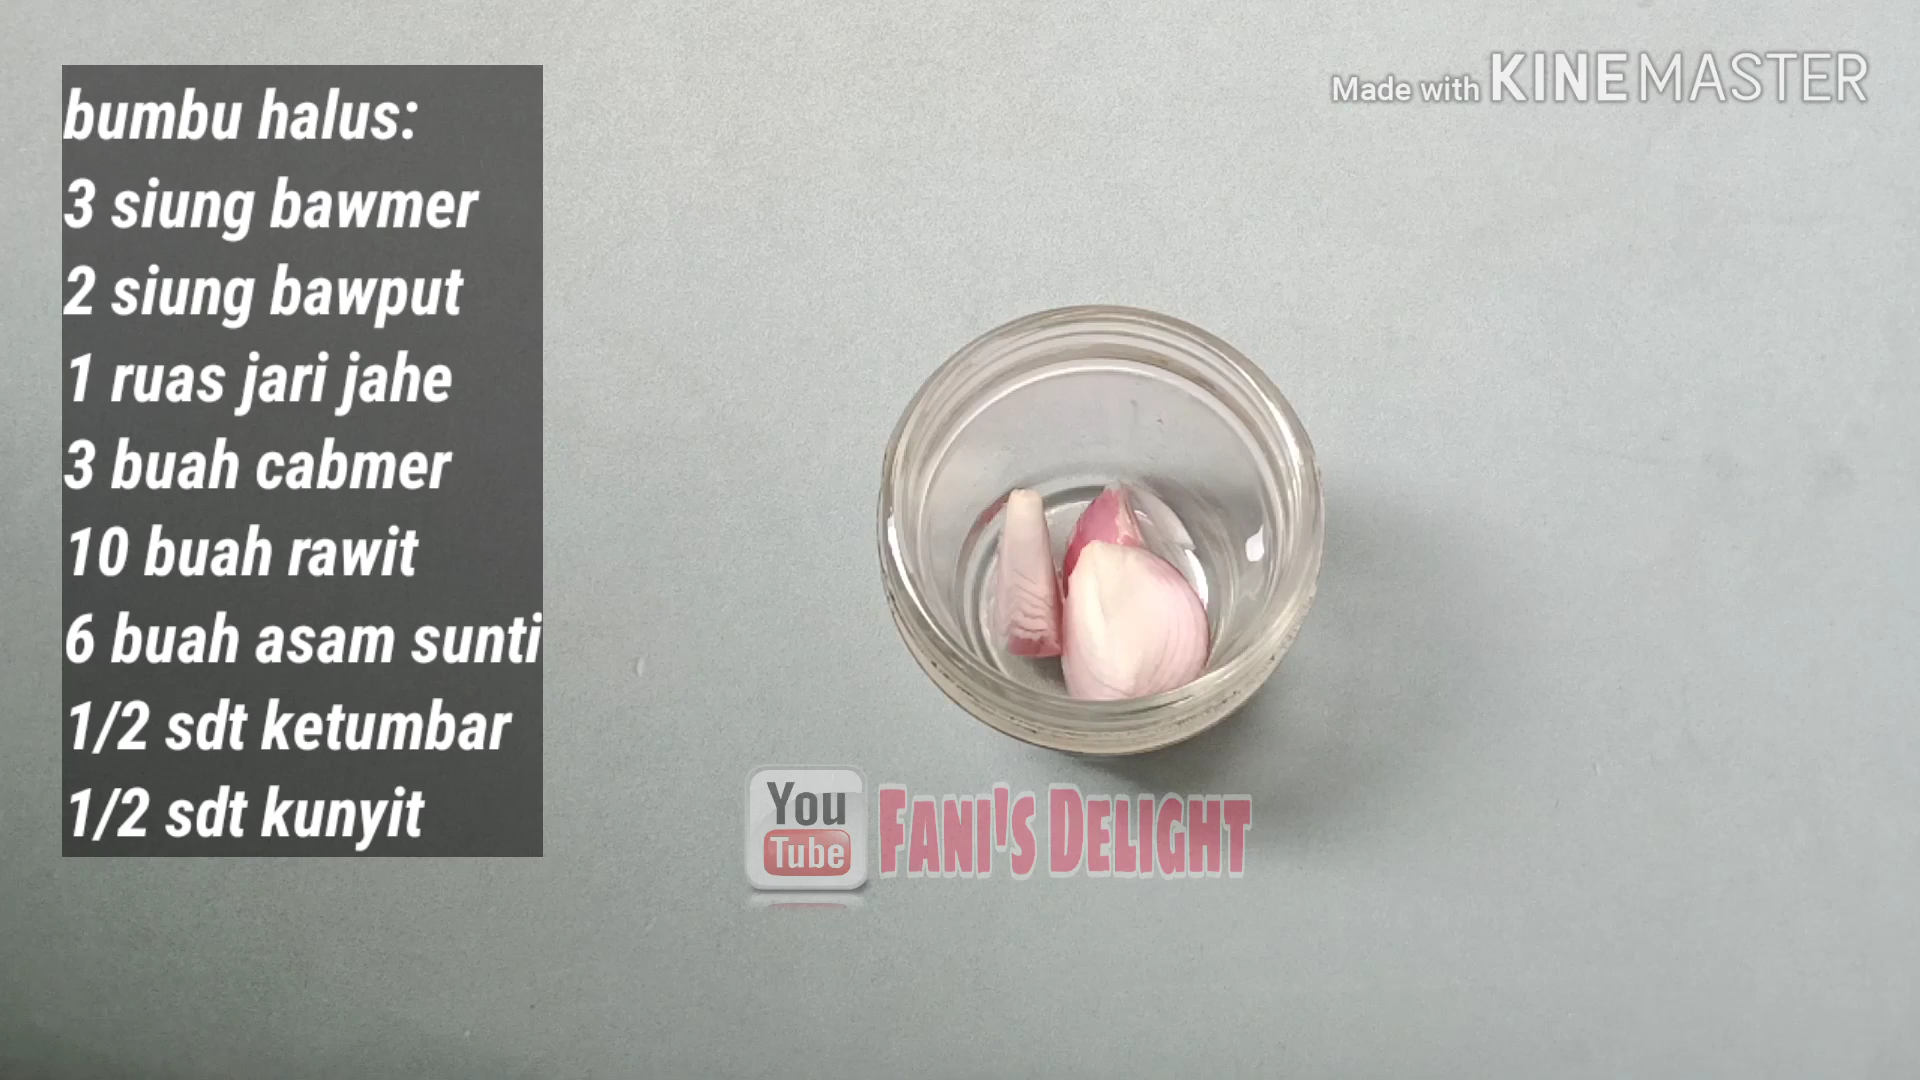 bumbu halus:
3 siung bawmer
2 siung bawput
1 ruas jari jahe
3 buah cabmer
10 buah rawit
6 buah asam sunti
1/2 sdt ketumbar
1/2 sdt kunyit
Made with KINEMASTER
You
Tube
FANI'S DELIGHT